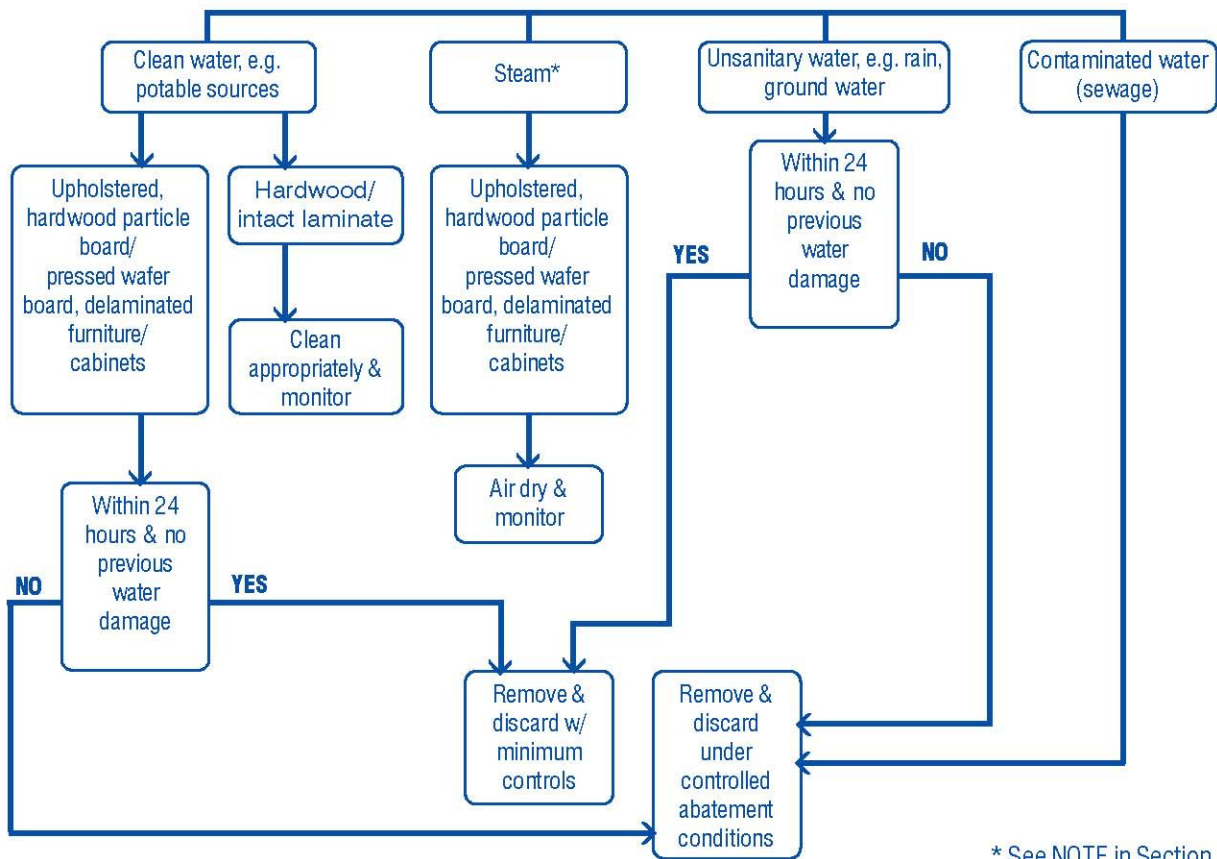 Clean water, e.g.
potable sources
Steam*
Unsanitary water, e.g. rain,
ground water
Contaminated water
(sewage)
Upholstered,
hardwood particle
board/
pressed wafer
board, delaminated
furniture/
cabinets
Hardwood/
intact laminate
Upholstered,
hardwood particle
board/
pressed wafer
board, delaminated
furniture/
cabinets
Within 24
hours & no
previous
water
damage
YES
NO
Clean
appropriately &
monitor
Air dry &
monitor
Within 24
hours & no
previous
water
damage
NO
YES
Remove &
discard w/
minimum
controls
Remove &
discard
under
controlled
abatement
conditions
* See NOTE in Section